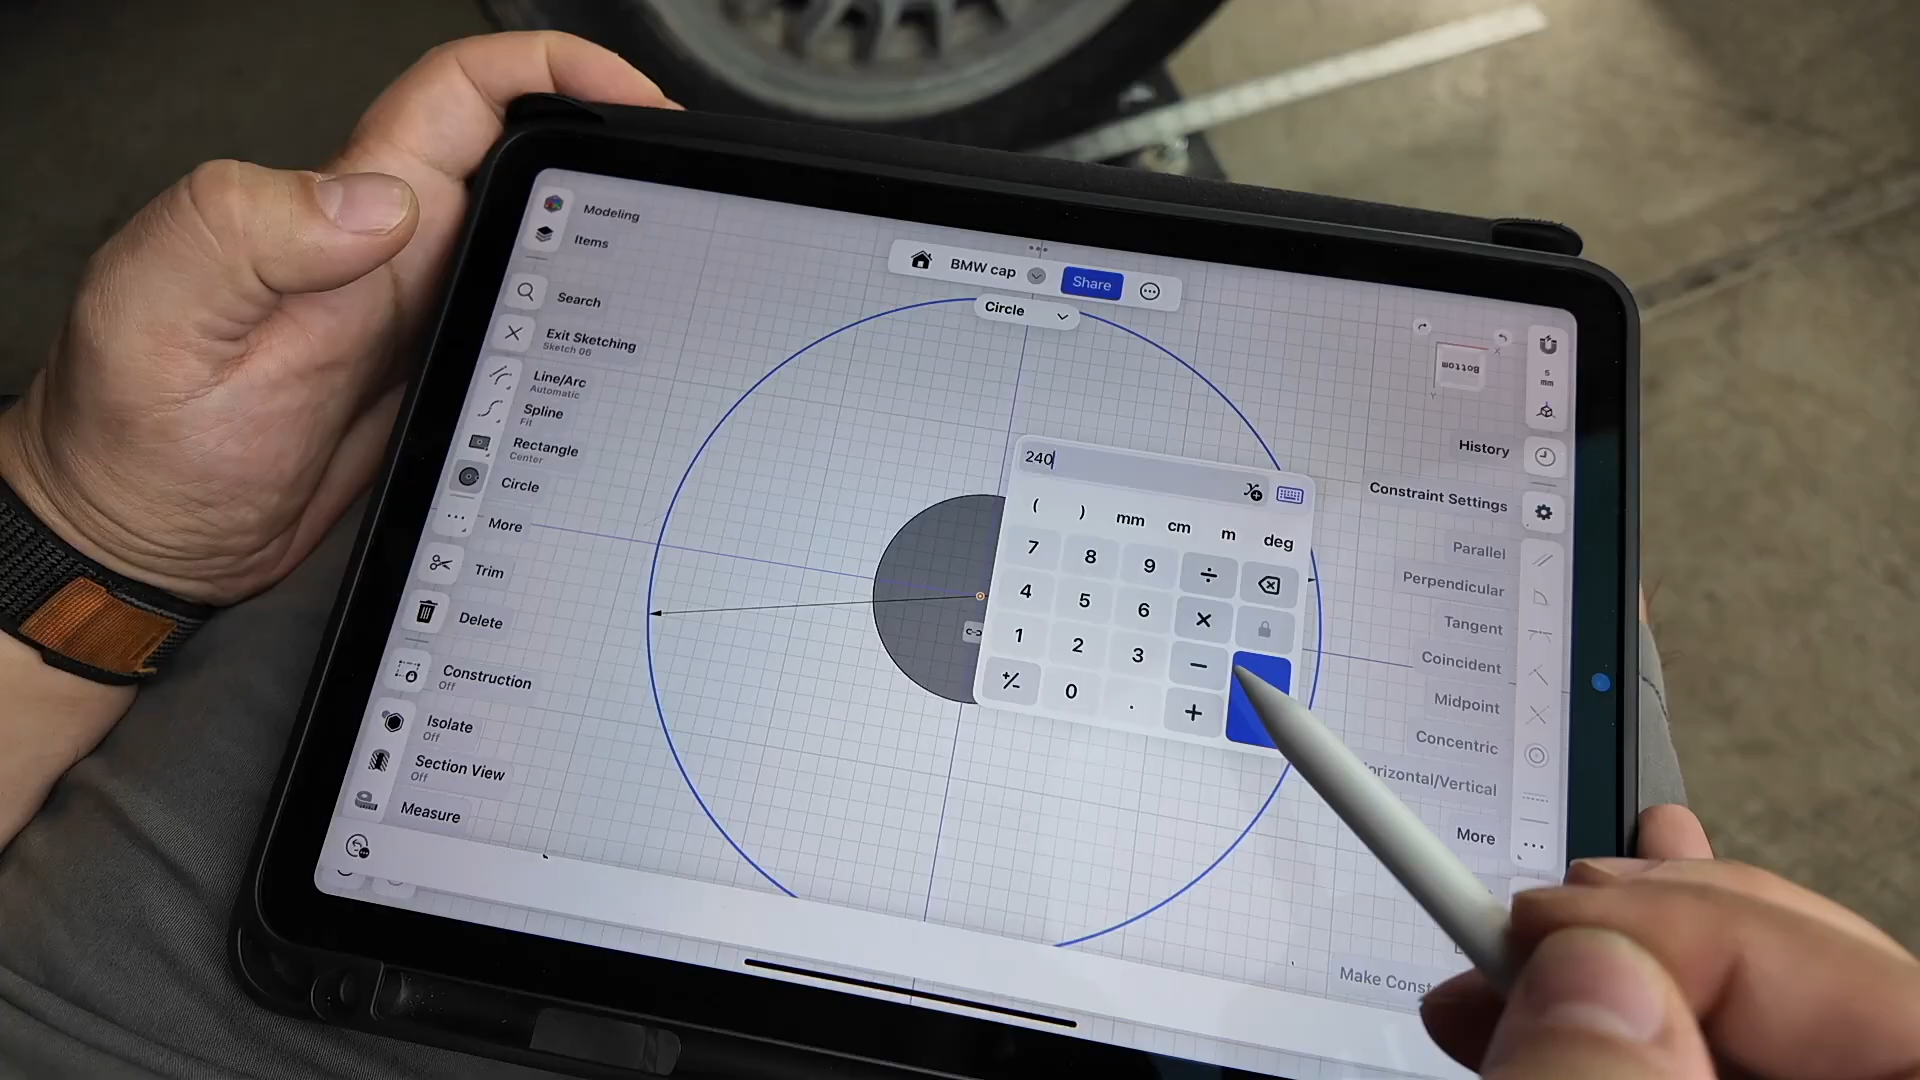 Modeling
Items
Search
Exit Sketching
Sketch 06
Line/Arc
Automatic
Spline
Fit
Rectangle
Center
Circle
More
Trim
Delete
Construction
Off
Isolate
Off
Section View
Off
Measure
BMW cap
Share
Circle
240
( ) mm cm m deg
7 8 9 ÷
4 5 6 ×
1 2 3 −
+/− 0 . +
Bottom
X
Y
5
mm
History
Constraint Settings
Parallel
Perpendicular
Tangent
Coincident
Midpoint
Concentric
orizontal/Vertical
More
Make Const